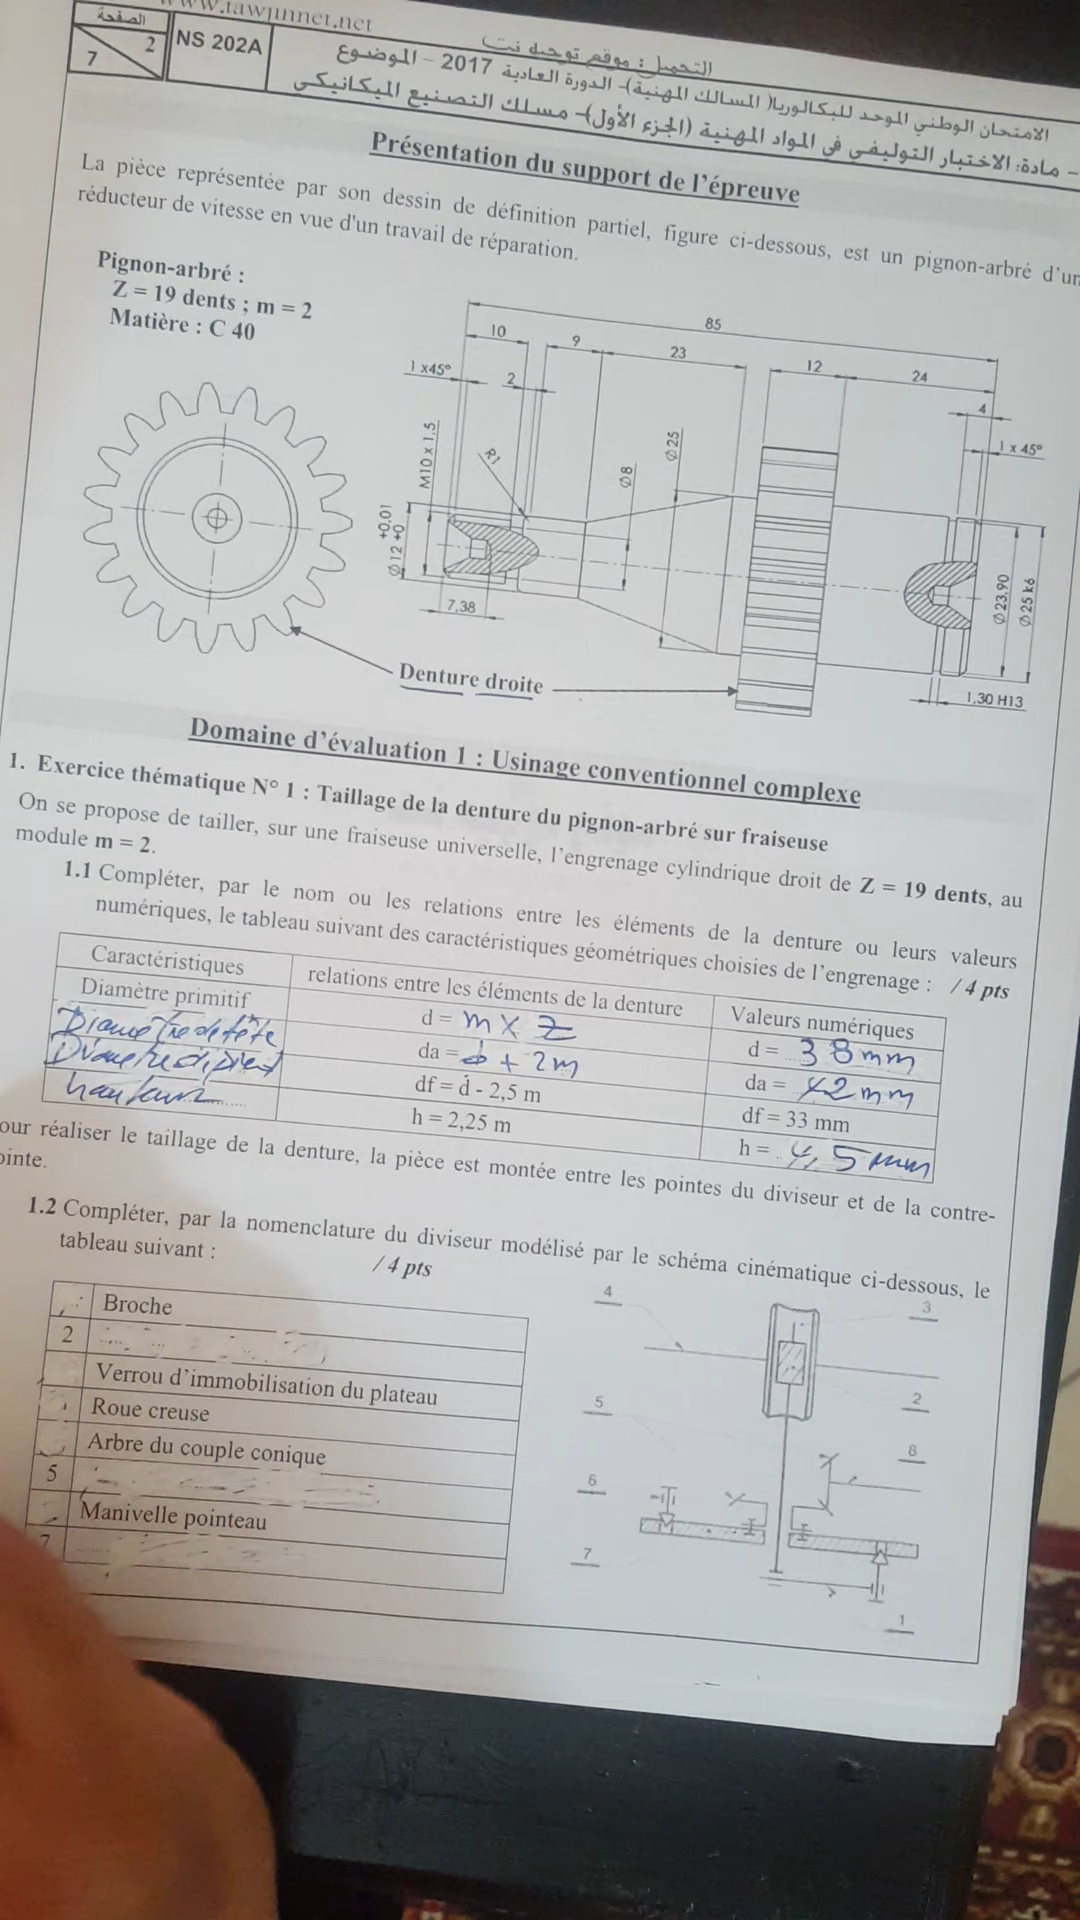 www.tawjihnet.net
التحميل: موقع توجيه نت
الصفحة
2
7
NS 202A
الامتحان الوطني الموحد للبكالوريا (المسالك المهنية)- الدورة العادية 2017 – الموضوع
– مادة: الاختبار التوليفي في المواد المهنية (الجزء الأول)- مسلك التصنيع الميكانيكي
Présentation du support de l'épreuve
La pièce représentée par son dessin de définition partiel, figure ci-dessous, est un pignon-arbré d'un
réducteur de vitesse en vue d'un travail de réparation.
Pignon-arbré :
Z = 19 dents ; m = 2
Matière : C 40
85
10
9
23
12
24
1 x45°
2
4
1 x 45°
M10 x 1,5
R1
Ø8
Ø25
Ø12 +0,01 +0
7,38
Ø23,90
Ø25 k6
1,30 H13
Denture droite
Domaine d'évaluation 1 : Usinage conventionnel complexe
1. Exercice thématique N° 1 : Taillage de la denture du pignon-arbré sur fraiseuse
On se propose de tailler, sur une fraiseuse universelle, l'engrenage cylindrique droit de Z = 19 dents, au
module m = 2.
1.1 Compléter, par le nom ou les relations entre les éléments de la denture ou leurs valeurs
numériques, le tableau suivant des caractéristiques géométriques choisies de l'engrenage : / 4 pts
Caractéristiques relations entre les éléments de la denture Valeurs numériques
Diamètre primitif d = m x z d = 38 mm
Diametre de tête da = d + 2m da = 42 mm
Diametre de pied df = d - 2,5 m df = 33 mm
hauteur h = 2,25 m h = 4,5 mm
our réaliser le taillage de la denture, la pièce est montée entre les pointes du diviseur et de la contre-
ointe.
1.2 Compléter, par la nomenclature du diviseur modélisé par le schéma cinématique ci-dessous, le
tableau suivant : / 4 pts
Broche
2
Verrou d'immobilisation du plateau
Roue creuse
Arbre du couple conique
5
Manivelle pointeau
7
4
3
5
2
8
6
7
1